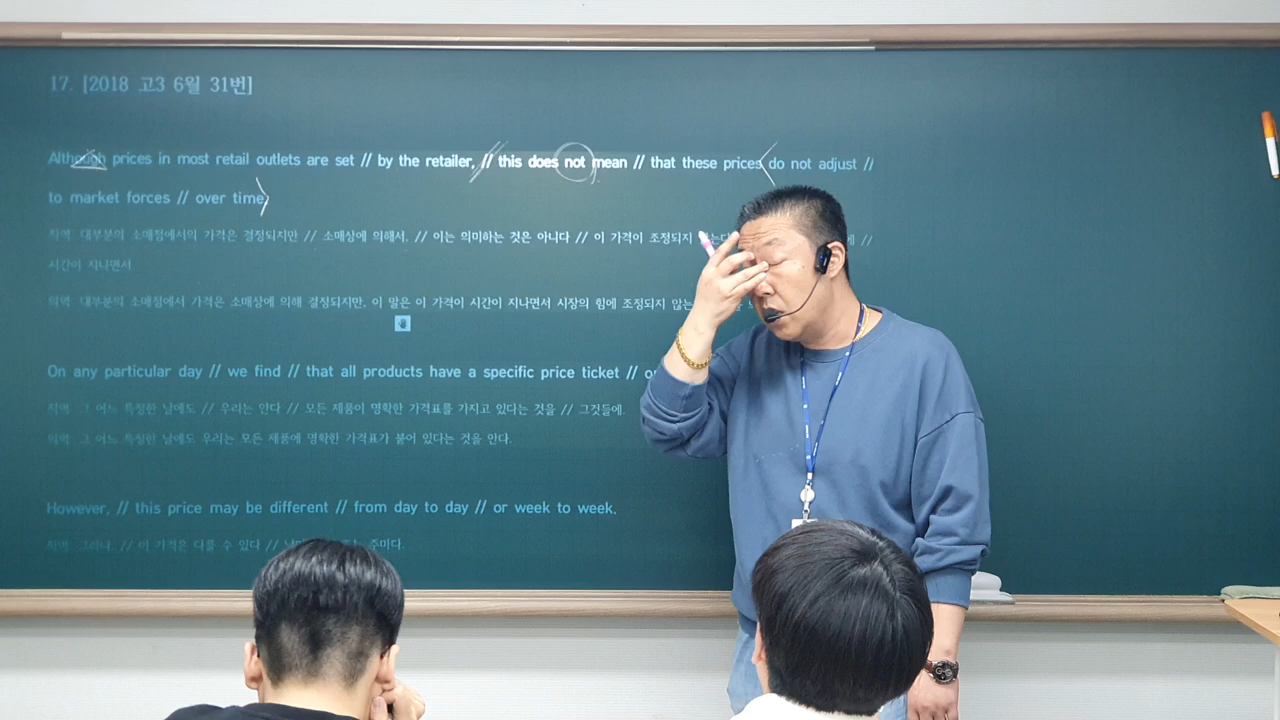 17. [2018 고3 6월 31번]
Although prices in most retail outlets are set // by the retailer, // this does not mean // that these prices do not adjust //
to market forces // over time.
직역 대부분의 소매점에서의 가격은 결정되지만 // 소매상에 의해서, // 이는 의미하는 것은 아니다 // 이 가격이 조정되지 //
시간이 지나면서
의역 대부분의 소매점에서 가격은 소매상에 의해 결정되지만, 이 말은 이 가격이 시간이 지나면서 시장의 힘에 조정되지 않는
On any particular day // we find // that all products have a specific price ticket //
직역 그 어느 특정한 날에도 // 우리는 안다 // 모든 제품이 명확한 가격표를 가지고 있다는 것을 // 그것들에.
의역 그 어느 특정한 날에도 우리는 모든 제품에 명확한 가격표가 붙어 있다는 것을 안다.
However, // this price may be different // from day to day // or week to week.
직역 그러나, // 이 가격은 다를 수 있다 // 주마다.